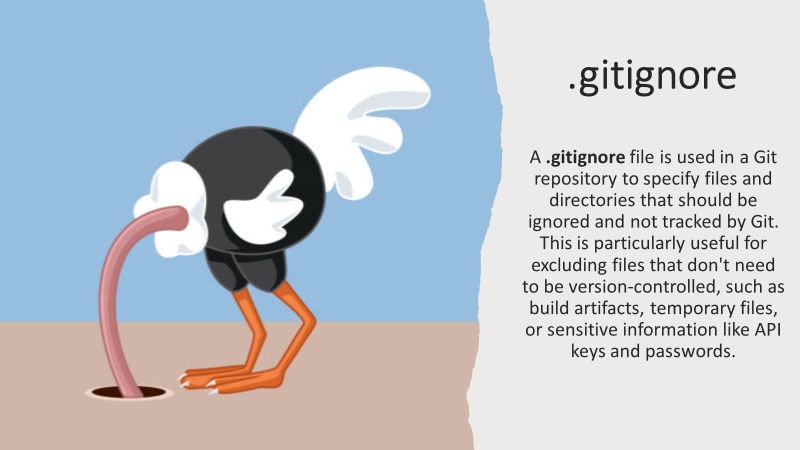 .gitignore
A .gitignore file is used in a Git
repository to specify files and
directories that should be
ignored and not tracked by Git.
This is particularly useful for
excluding files that don't need
to be version-controlled, such as
build artifacts, temporary files,
or sensitive information like API
keys and passwords.